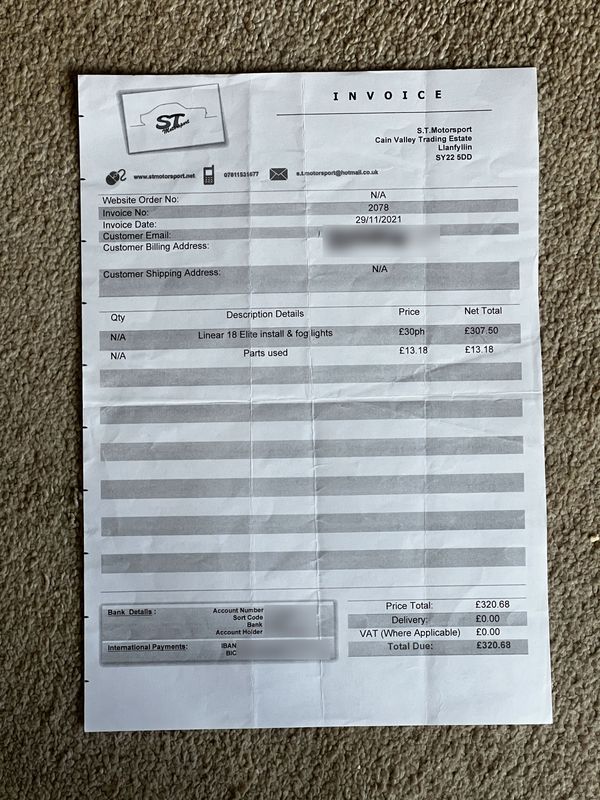 INVOICE
ST
Motorsport
S.T.Motorsport
Cain Valley Trading Estate
Llanfyllin
SY22 5DD
www.stmotorsport.net 07811531677 s.t.motorsport@hotmail.co.uk
Website Order No: N/A
Invoice No: 2078
Invoice Date: 29/11/2021
Customer Email: /
Customer Billing Address:
Customer Shipping Address: N/A
Qty Description Details Price Net Total
N/A Linear 18 Elite install & fog lights £30ph £307.50
N/A Parts used £13.18 £13.18
Bank Details : Account Number
Sort Code
Bank
Account Holder
International Payments: IBAN
BIC
Price Total: £320.68
Delivery: £0.00
VAT (Where Applicable) £0.00
Total Due: £320.68